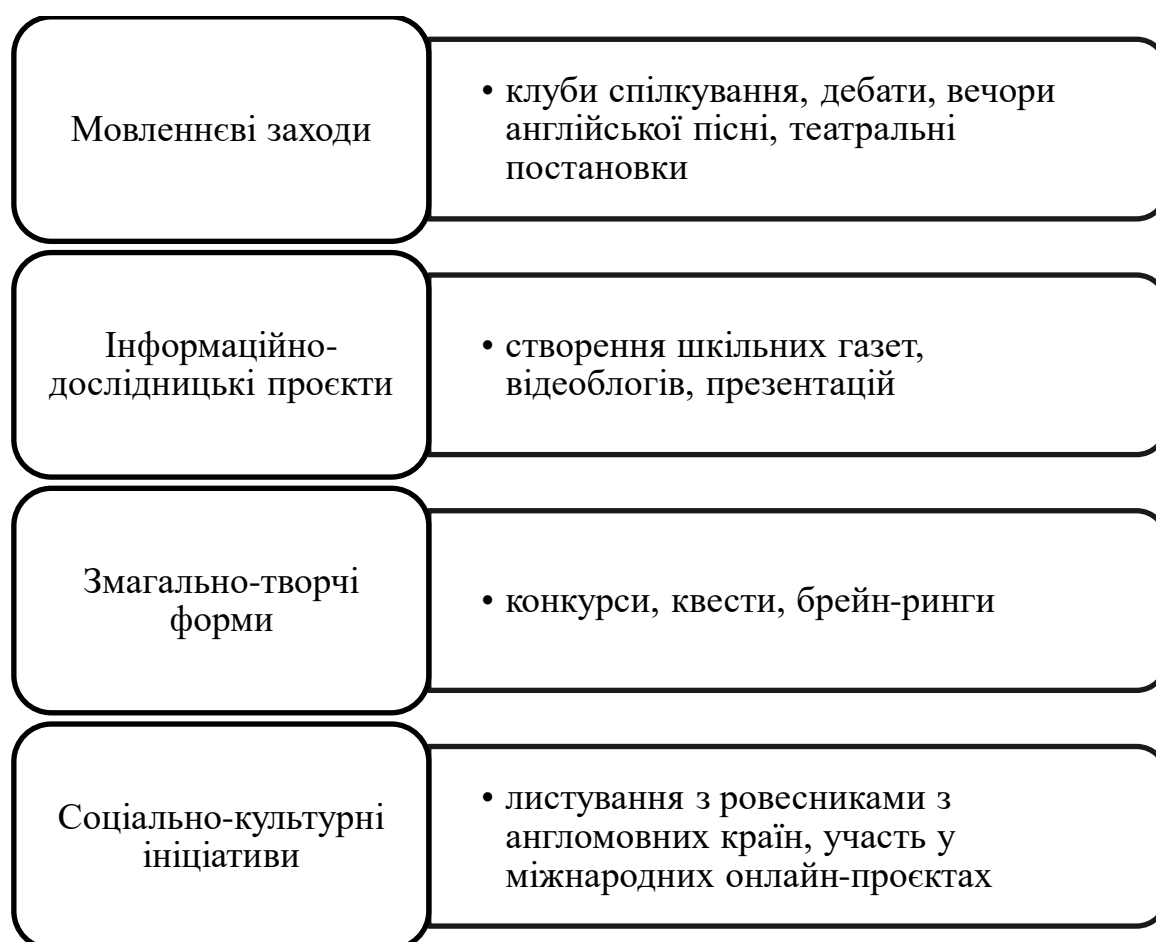 Мовленнєві заходи
• клуби спілкування, дебати, вечори
англійської пісні, театральні
постановки
Інформаційно-
дослідницькі проєкти
• створення шкільних газет,
відеоблогів, презентацій
Змагально-творчі
форми
• конкурси, квести, брейн-ринги
Соціально-культурні
ініціативи
• листування з ровесниками з
англомовних країн, участь у
міжнародних онлайн-проєктах